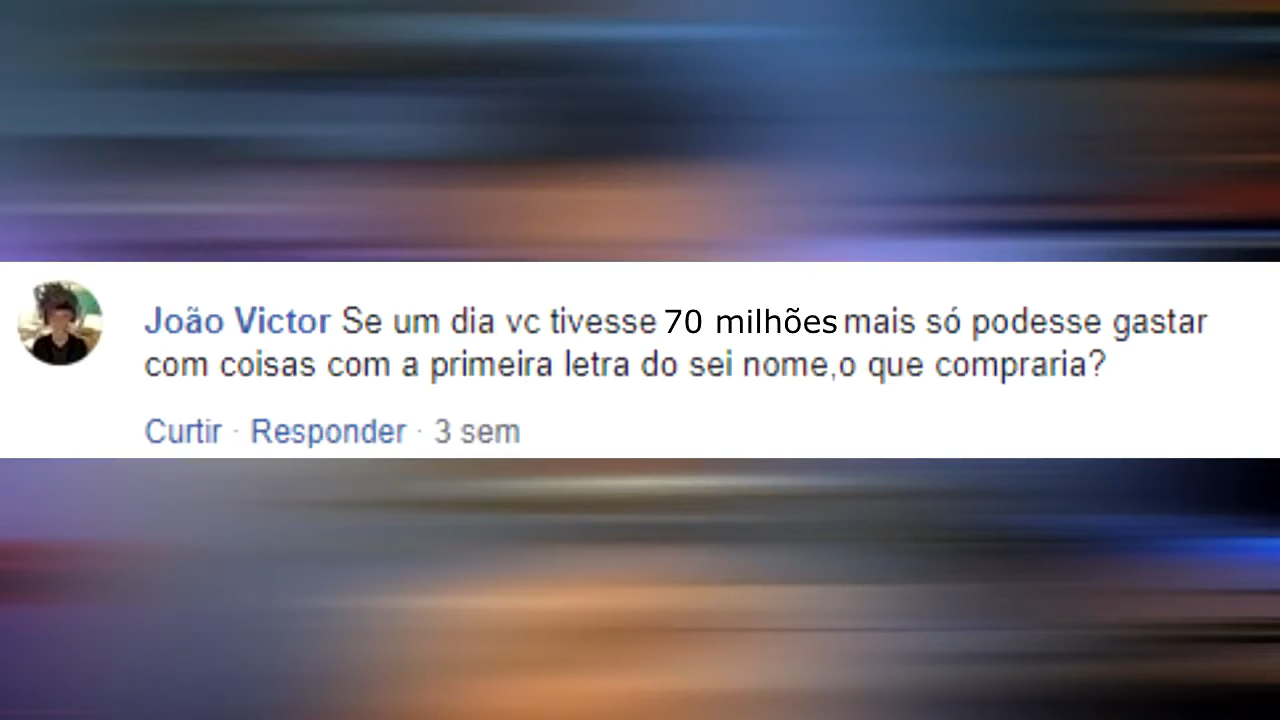 João Victor Se um dia vc tivesse 70 milhões mais só podesse gastar
com coisas com a primeira letra do sei nome,o que compraria?
Curtir · Responder · 3 sem